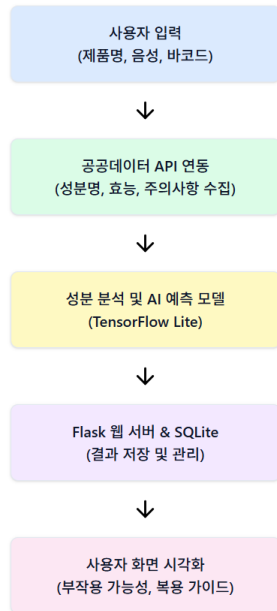 사용자 입력
(제품명, 음성, 바코드)
공공데이터 API 연동
(성분명, 효능, 주의사항 수집)
성분 분석 및 AI 예측 모델
(TensorFlow Lite)
Flask 웹 서버 & SQLite
(결과 저장 및 관리)
사용자 화면 시각화
(부작용 가능성, 복용 가이드)